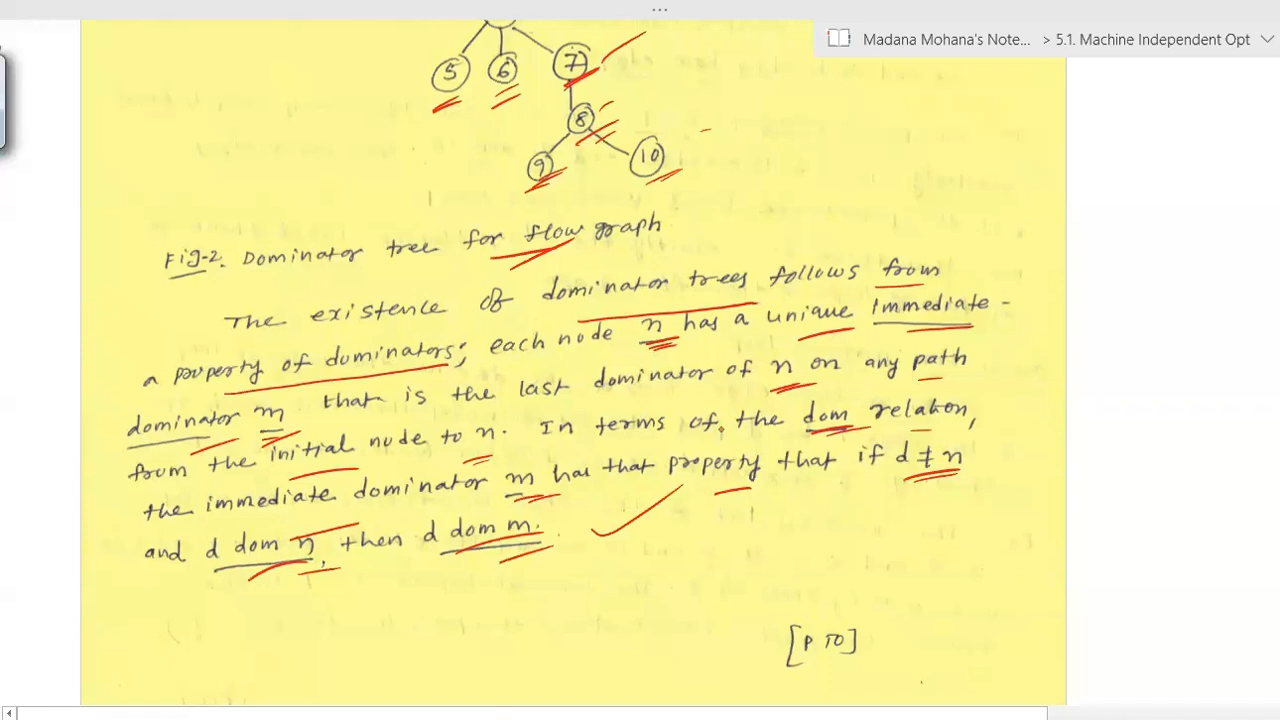 Madana Mohana's Note... > 5.1. Machine Independent Opt
5 6 7
8
9 10
Fig-2. Dominator tree for flow graph
The existence of dominator trees follows from
a property of dominators; each node n has a unique immediate-
dominator m that is the last dominator of n on any path
from the initial node to n. In terms of the dom relation,
the immediate dominator m has that property that if d ≠ n
and d dom n, then d dom m.
[P TO]